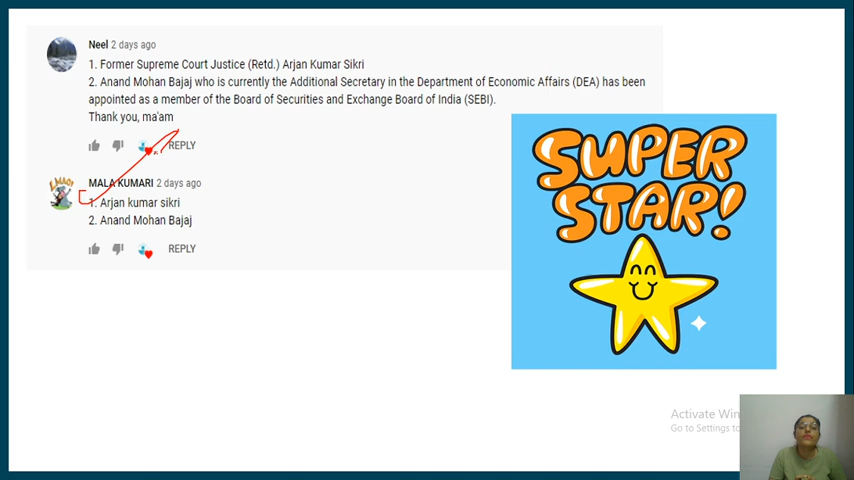 Neel 2 days ago
1. Former Supreme Court Justice (Retd.) Arjan Kumar Sikri
2. Anand Mohan Bajaj who is currently the Additional Secretary in the Department of Economic Affairs (DEA) has been
appointed as a member of the Board of Securities and Exchange Board of India (SEBI).
Thank you, ma'am
REPLY
MALA KUMARI 2 days ago
1. Arjan kumar sikri
2. Anand Mohan Bajaj
REPLY
SUPER
STAR!
Activate Win
Go to Settings to